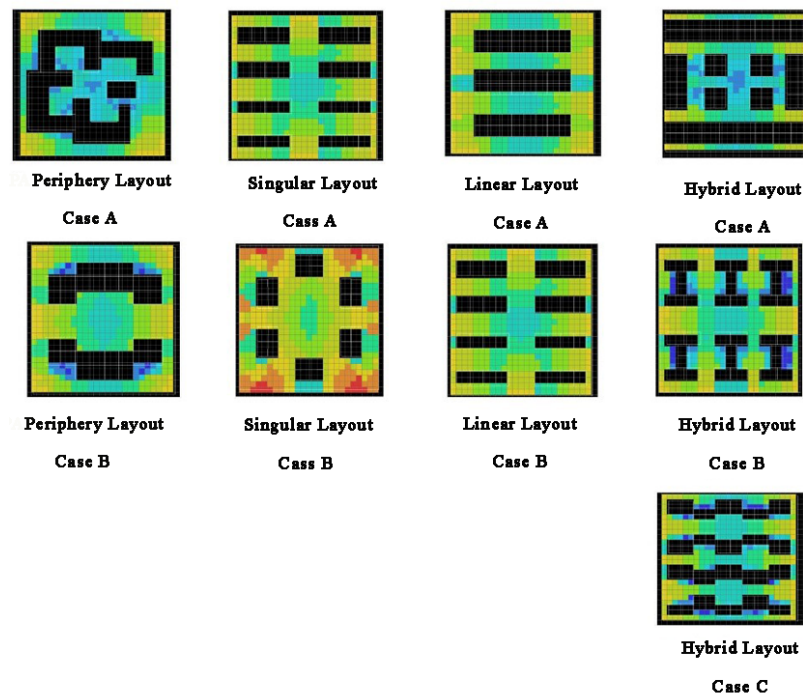 Periphery Layout
Case A
Singular Layout
Cass A
Linear Layout
Case A
Hybrid Layout
Case A
Periphery Layout
Case B
Singular Layout
Cass B
Linear Layout
Case B
Hybrid Layout
Case B
Hybrid Layout
Case C